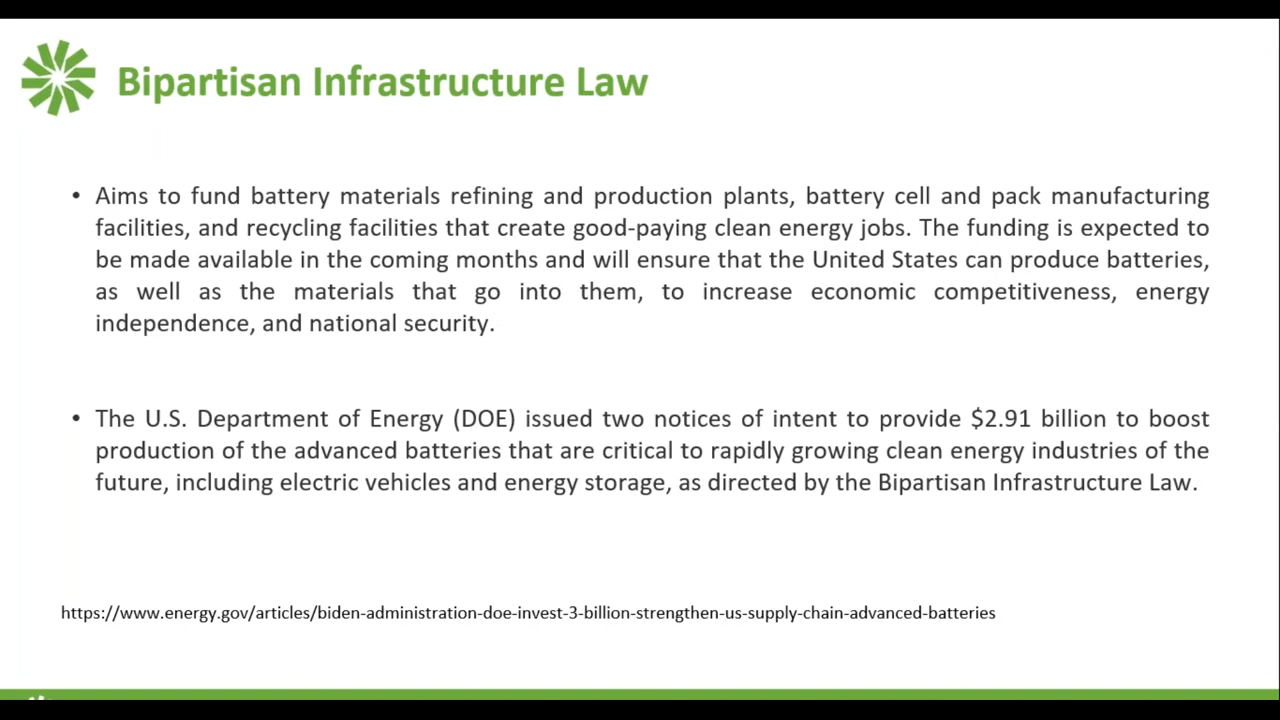 Bipartisan Infrastructure Law
• Aims to fund battery materials refining and production plants, battery cell and pack manufacturing
facilities, and recycling facilities that create good-paying clean energy jobs. The funding is expected to
be made available in the coming months and will ensure that the United States can produce batteries,
as well as the materials that go into them, to increase economic competitiveness, energy
independence, and national security.
• The U.S. Department of Energy (DOE) issued two notices of intent to provide $2.91 billion to boost
production of the advanced batteries that are critical to rapidly growing clean energy industries of the
future, including electric vehicles and energy storage, as directed by the Bipartisan Infrastructure Law.
https://www.energy.gov/articles/biden-administration-doe-invest-3-billion-strengthen-us-supply-chain-advanced-batteries